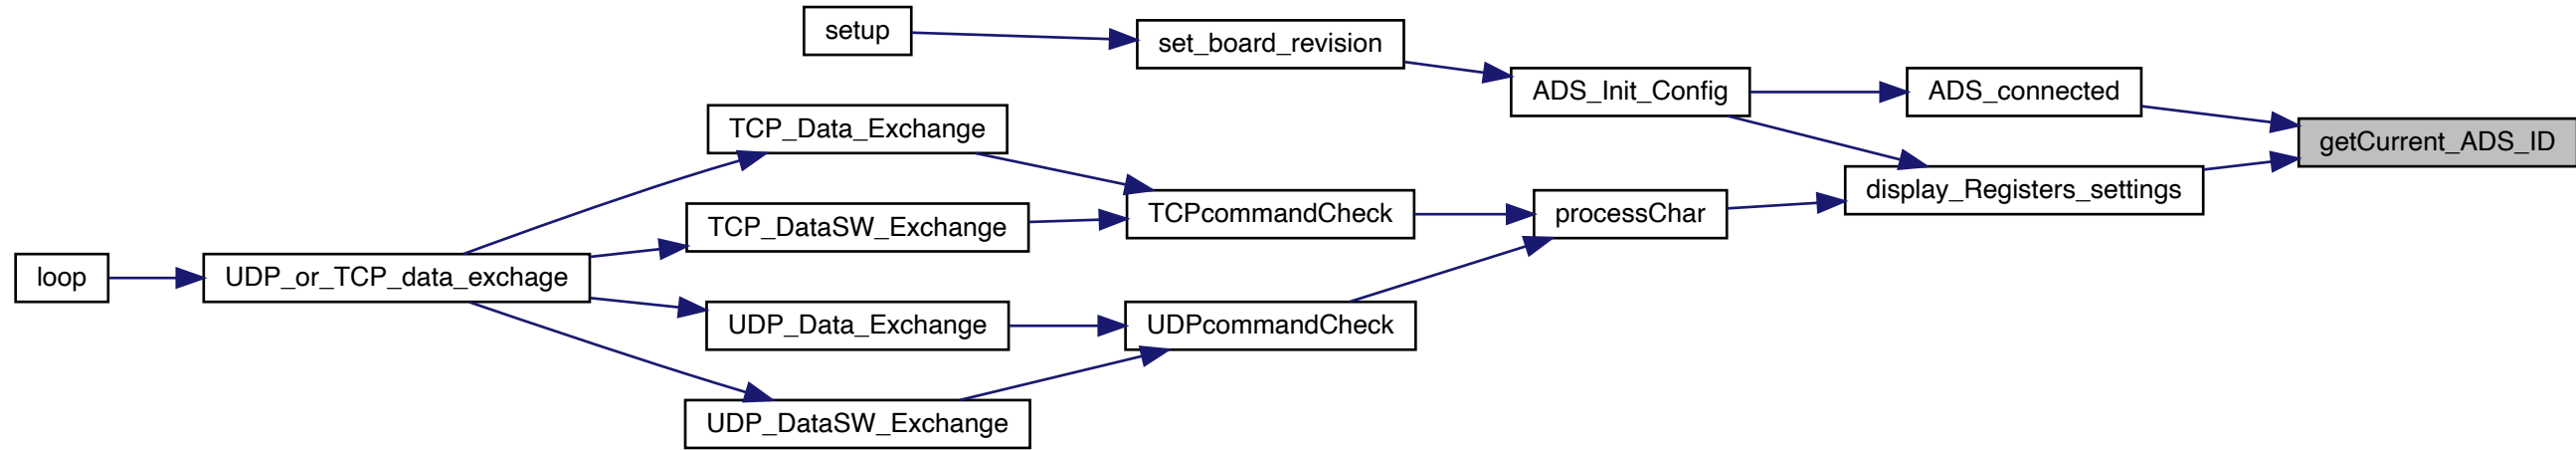 setup
set_board_revision
ADS_Init_Config
ADS_connected
TCP_Data_Exchange
getCurrent_ADS_ID
display_Registers_settings
TCPcommandCheck
processChar
TCP_DataSW_Exchange
loop
UDP_or_TCP_data_exchage
UDP_Data_Exchange
UDPcommandCheck
UDP_DataSW_Exchange